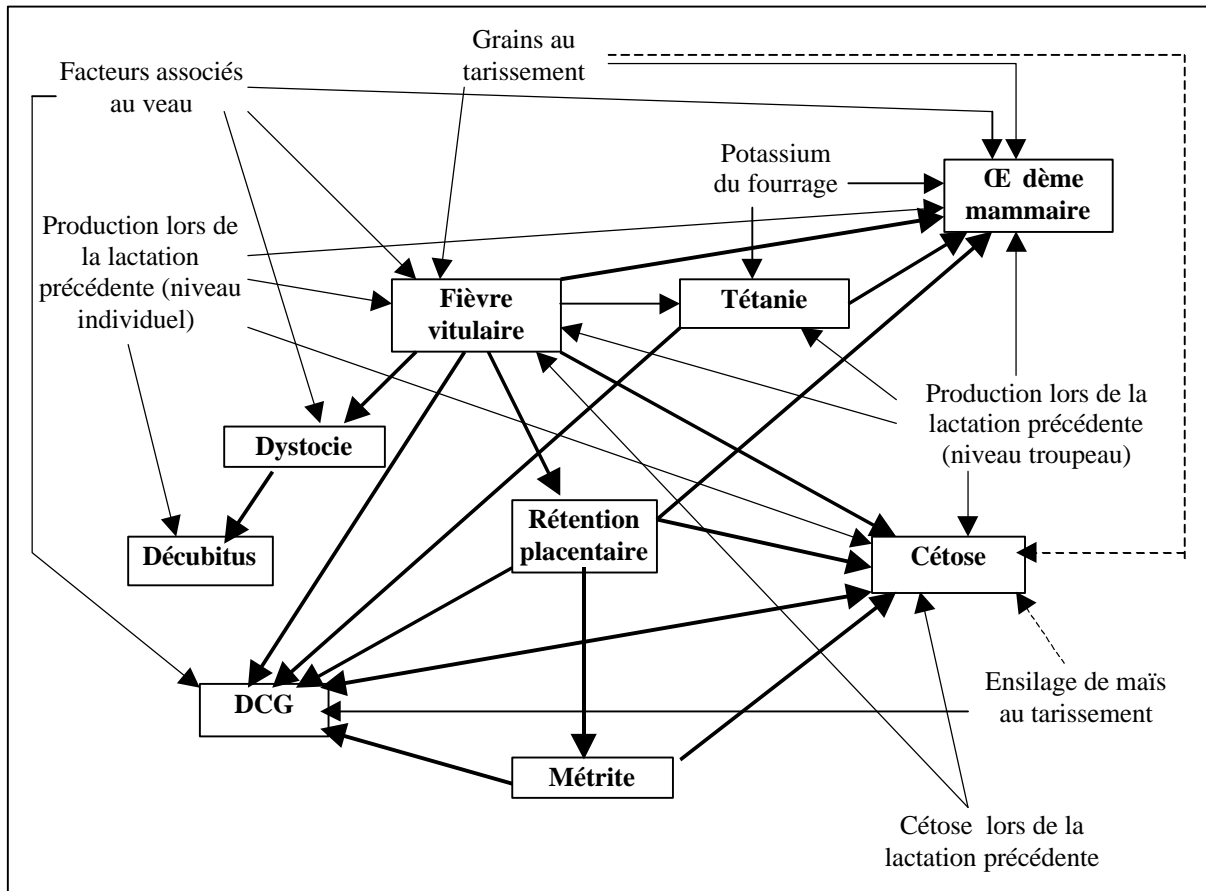 Grains au
tarissement
Facteurs associés
au veau
Potassium
du fourrage
Œ dème
mammaire
Production lors de
la lactation
précédente (niveau
individuel)
Fièvre
vitulaire
Tétanie
Production lors de la
lactation précédente
(niveau troupeau)
Dystocie
Rétention
placentaire
Décubitus
Cétose
Ensilage de maïs
au tarissement
DCG
Métrite
Cétose lors de la
lactation précédente